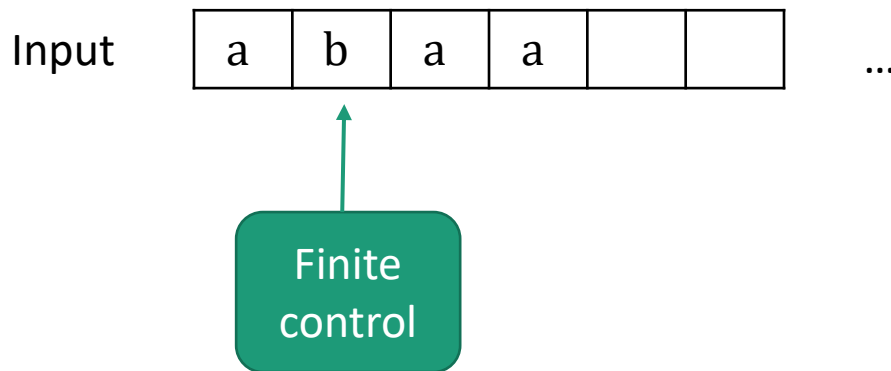 Input a b a a …
Finite
control